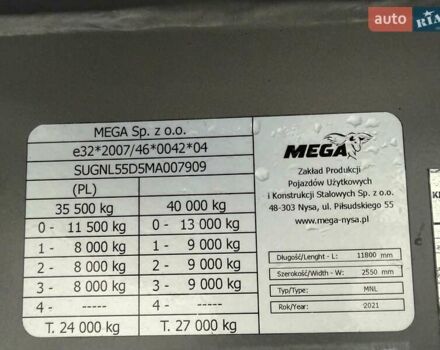 auto RIA
MEGA Sp. z o.o.
e32*2007/46*0042*04
SUGNL55D5MA007909
(PL)
35 500 kg 40 000 kg
0 - 11 500 kg 0 - 13 000 kg
1 - 8 000 kg 1 - 9 000 kg
2 - 8 000 kg 2 - 9 000 kg
3 - 8 000 kg 3 - 9 000 kg
4 - ----- 4 - -----
T. 24 000 kg T. 27 000 kg
MEGA
Zakład Produkcji
Pojazdów Użytkowych
i Konstrukcji Stalowych Sp. z o.o.
48-303 Nysa, ul. Piłsudskiego 55
www.mega-nysa.pl
Długość/Lenght - L: 11800 mm
Szerokość/Width - W: 2550 mm
Typ/Type: MNL
Rok/Year: 2021